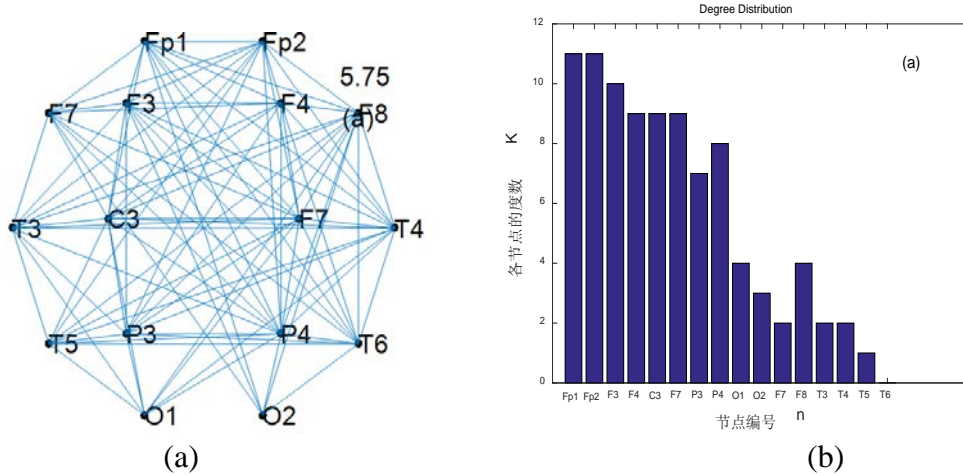 Fp1 Fp2
5.75
F7 F3 F4 F8
(a)
T3 C3 F7 T4
T5 P3 P4 T6
O1 O2
(a)
Degree Distribution
(a)
12
10
8
6
4
2
0
各节点的度数 K
Fp1 Fp2 F3 F4 C3 F7 P3 P4 O1 O2 F7 F8 T3 T4 T5 T6
节点编号 n
(b)